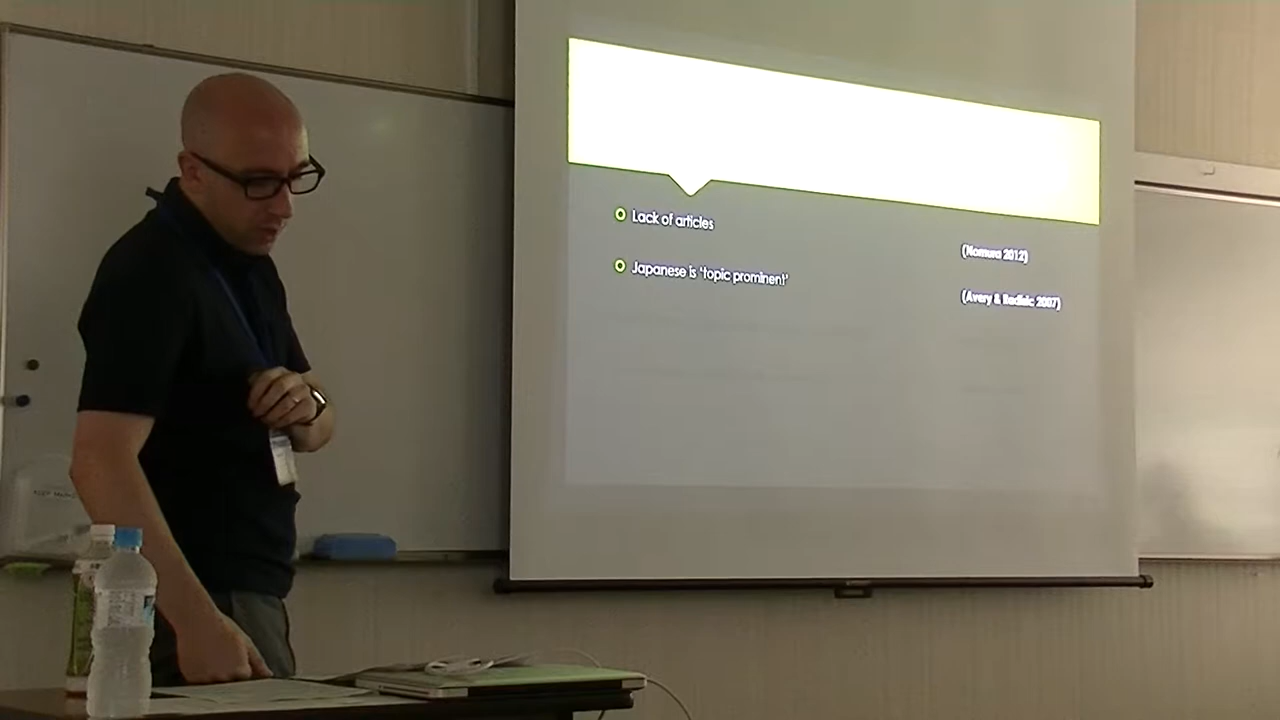 Lack of articles
(Nomura 2012)
Japanese is 'topic prominent'
(Avery & Radisic 2007)